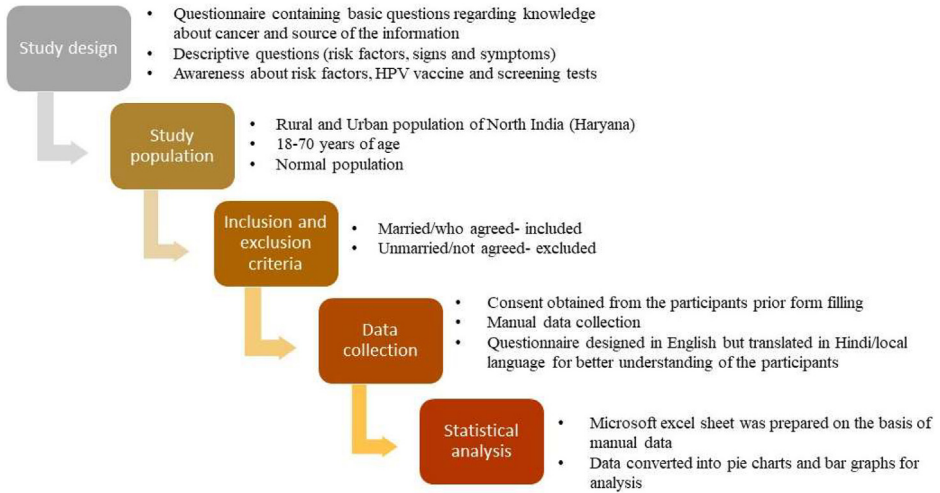 Study design
• Questionnaire containing basic questions regarding knowledge
about cancer and source of the information
• Descriptive questions (risk factors, signs and symptoms)
• Awareness about risk factors, HPV vaccine and screening tests
Study
population
• Rural and Urban population of North India (Haryana)
• 18-70 years of age
• Normal population
Inclusion and
exclusion
criteria
• Married/who agreed- included
• Unmarried/not agreed- excluded
Data
collection
• Consent obtained from the participants prior form filling
• Manual data collection
• Questionnaire designed in English but translated in Hindi/local
language for better understanding of the participants
Statistical
analysis
• Microsoft excel sheet was prepared on the basis of
manual data
• Data converted into pie charts and bar graphs for
analysis